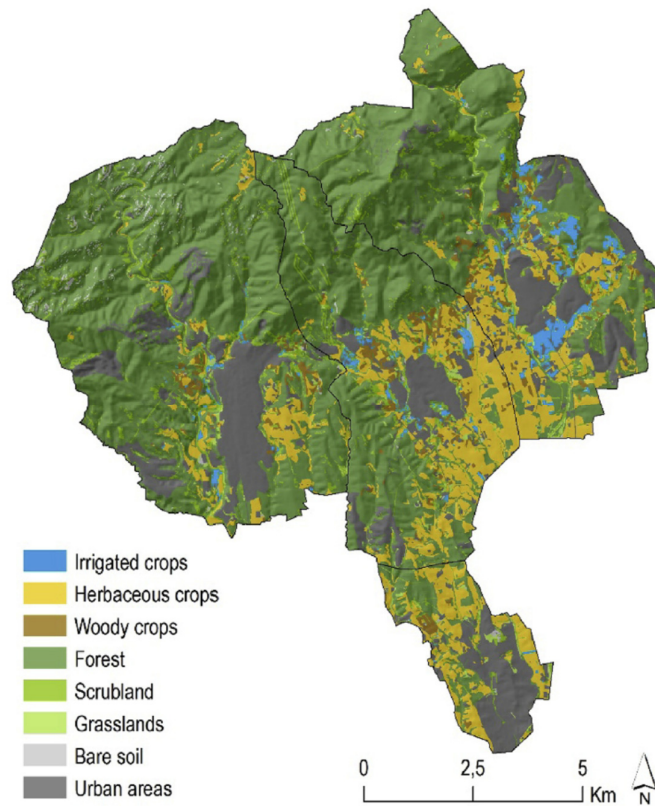 Irrigated crops
Herbaceous crops
Woody crops
Forest
Scrubland
Grasslands
Bare soil
Urban areas
0 2,5 5
Km
N